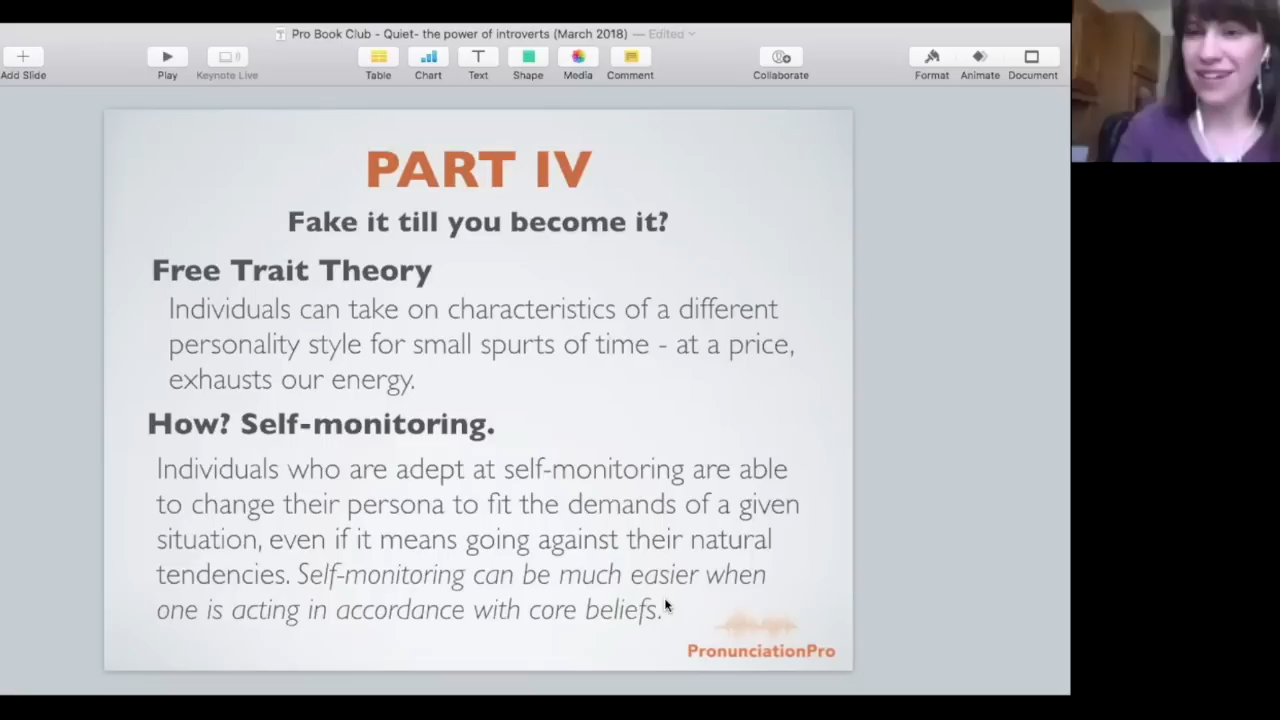 Pro Book Club - Quiet- the power of introverts (March 2018) — Edited
Add Slide
Play
Keynote Live
Table
Chart
Text
Shape
Media
Comment
Collaborate
Format
Animate
Document
PART IV
Fake it till you become it?
Free Trait Theory
Individuals can take on characteristics of a different
personality style for small spurts of time - at a price,
exhausts our energy.
How? Self-monitoring.
Individuals who are adept at self-monitoring are able
to change their persona to fit the demands of a given
situation, even if it means going against their natural
tendencies. Self-monitoring can be much easier when
one is acting in accordance with core beliefs.
PronunciationPro